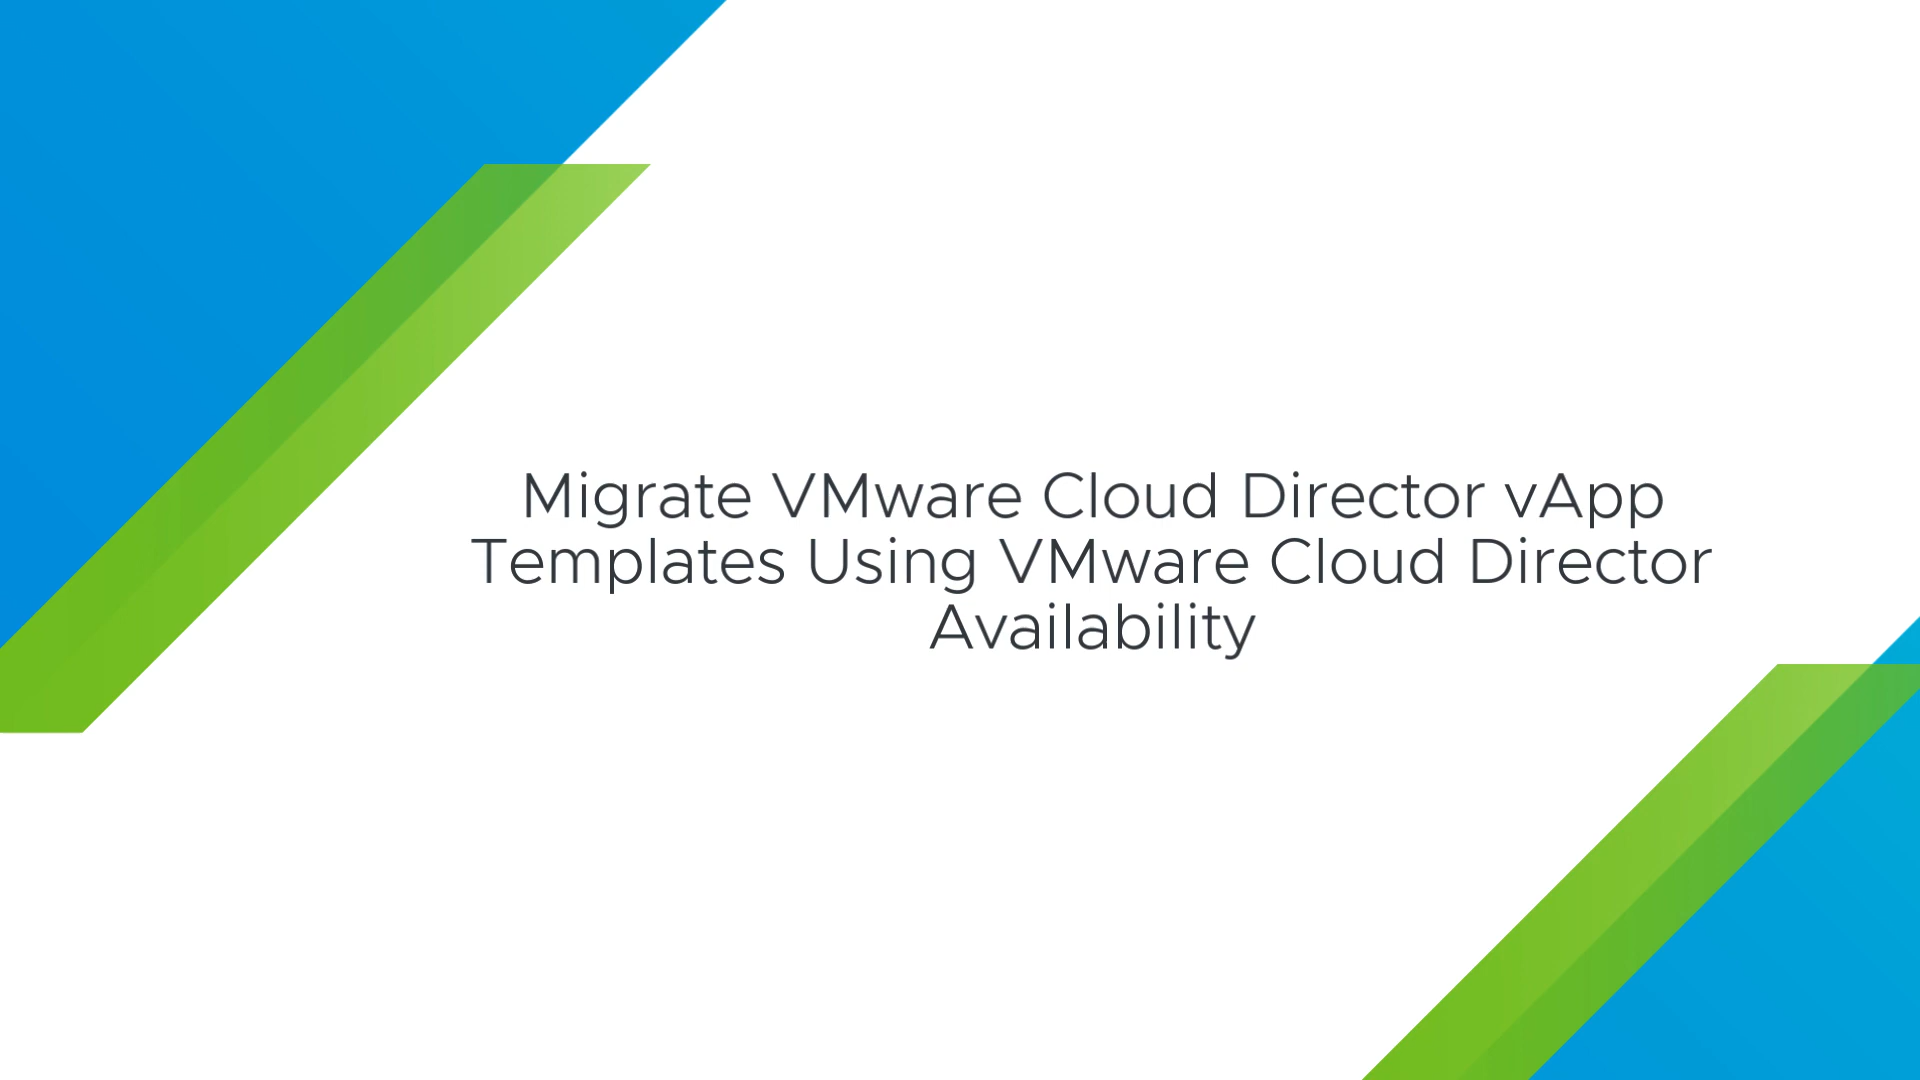 Migrate VMware Cloud Director vApp
Templates Using VMware Cloud Director
Availability